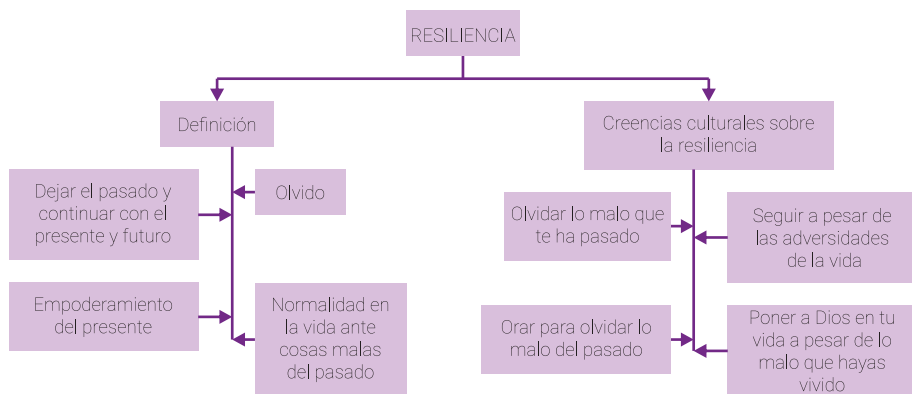 RESILIENCIA
Definición
Dejar el pasado y
continuar con el
presente y futuro
Olvido
Empoderamiento
del presente
Normalidad en
la vida ante
cosas malas
del pasado
Creencias culturales sobre
la resiliencia
Olvidar lo malo que
te ha pasado
Seguir a pesar de
las adversidades
de la vida
Orar para olvidar lo
malo del pasado
Poner a Dios en tu
vida a pesar de lo
malo que hayas
vivido